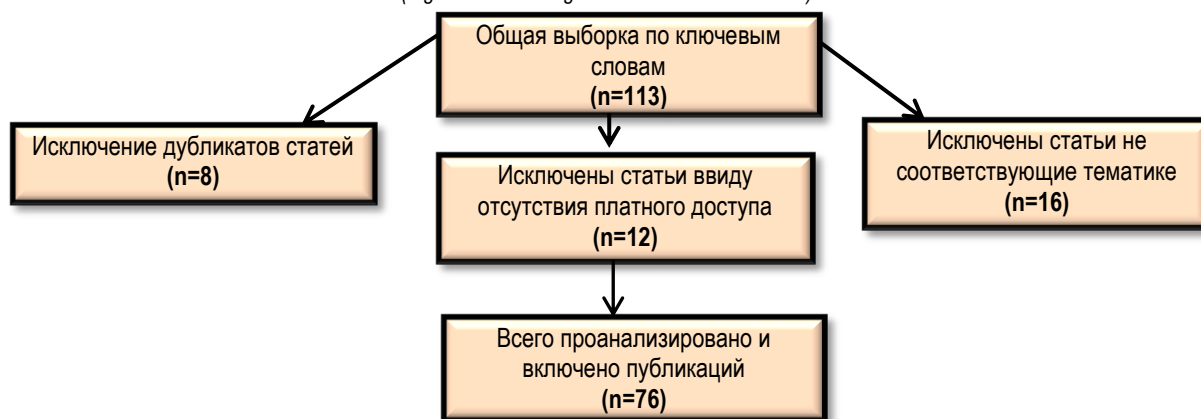 Общая выборка по ключевым
словам
(n=113)
Исключение дубликатов статей
(n=8)
Исключены статьи ввиду
отсутствия платного доступа
(n=12)
Исключены статьи не
соответствующие тематике
(n=16)
Всего проанализировано и
включено публикаций
(n=76)